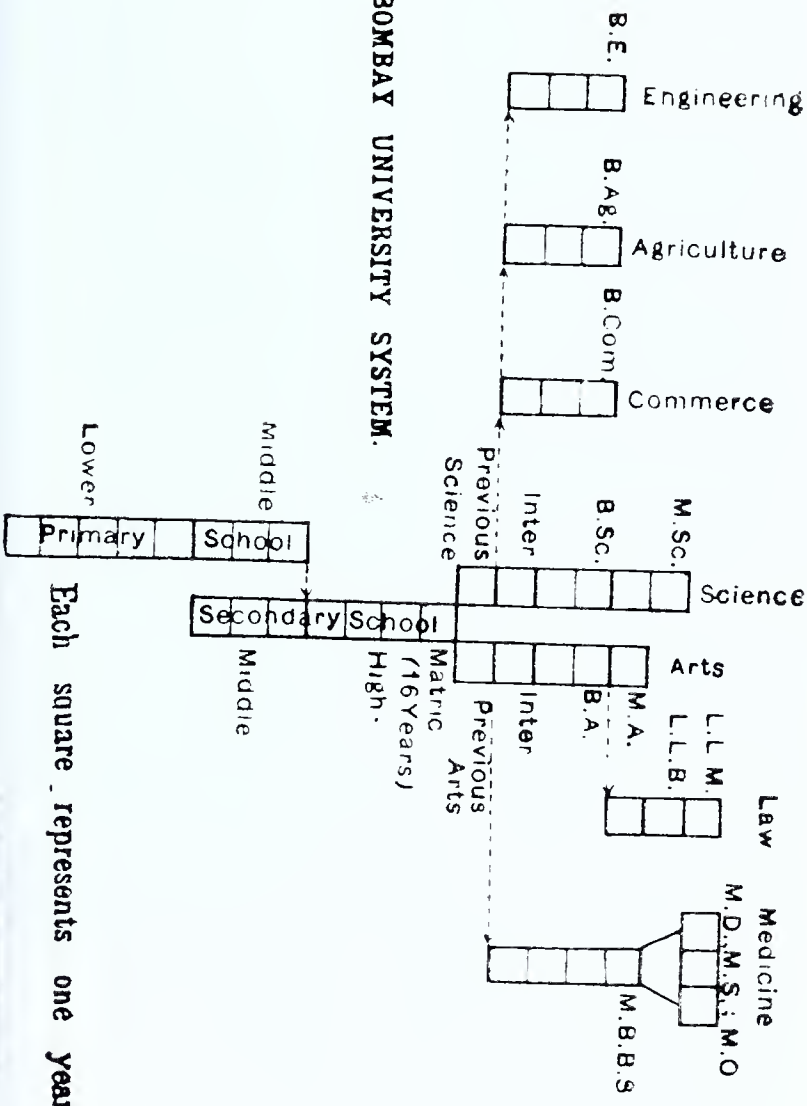 BOMBAY UNIVERSITY SYSTEM.
B.E.
Engineering
B.Ag.
Agriculture
B.Com.
Commerce
M.Sc.
B.Sc.
Inter
Previous
Science
Science
Arts
M.A.
B.A.
Inter
Previous
Arts
Matric
(16 Years)
High.
Middle
Secondary School
Middle
Lower
Primary School
Law
L.L M.
L.L.B.
Medicine
M.D., M.S.; M.O
M.B.B.S
Each square represents one year